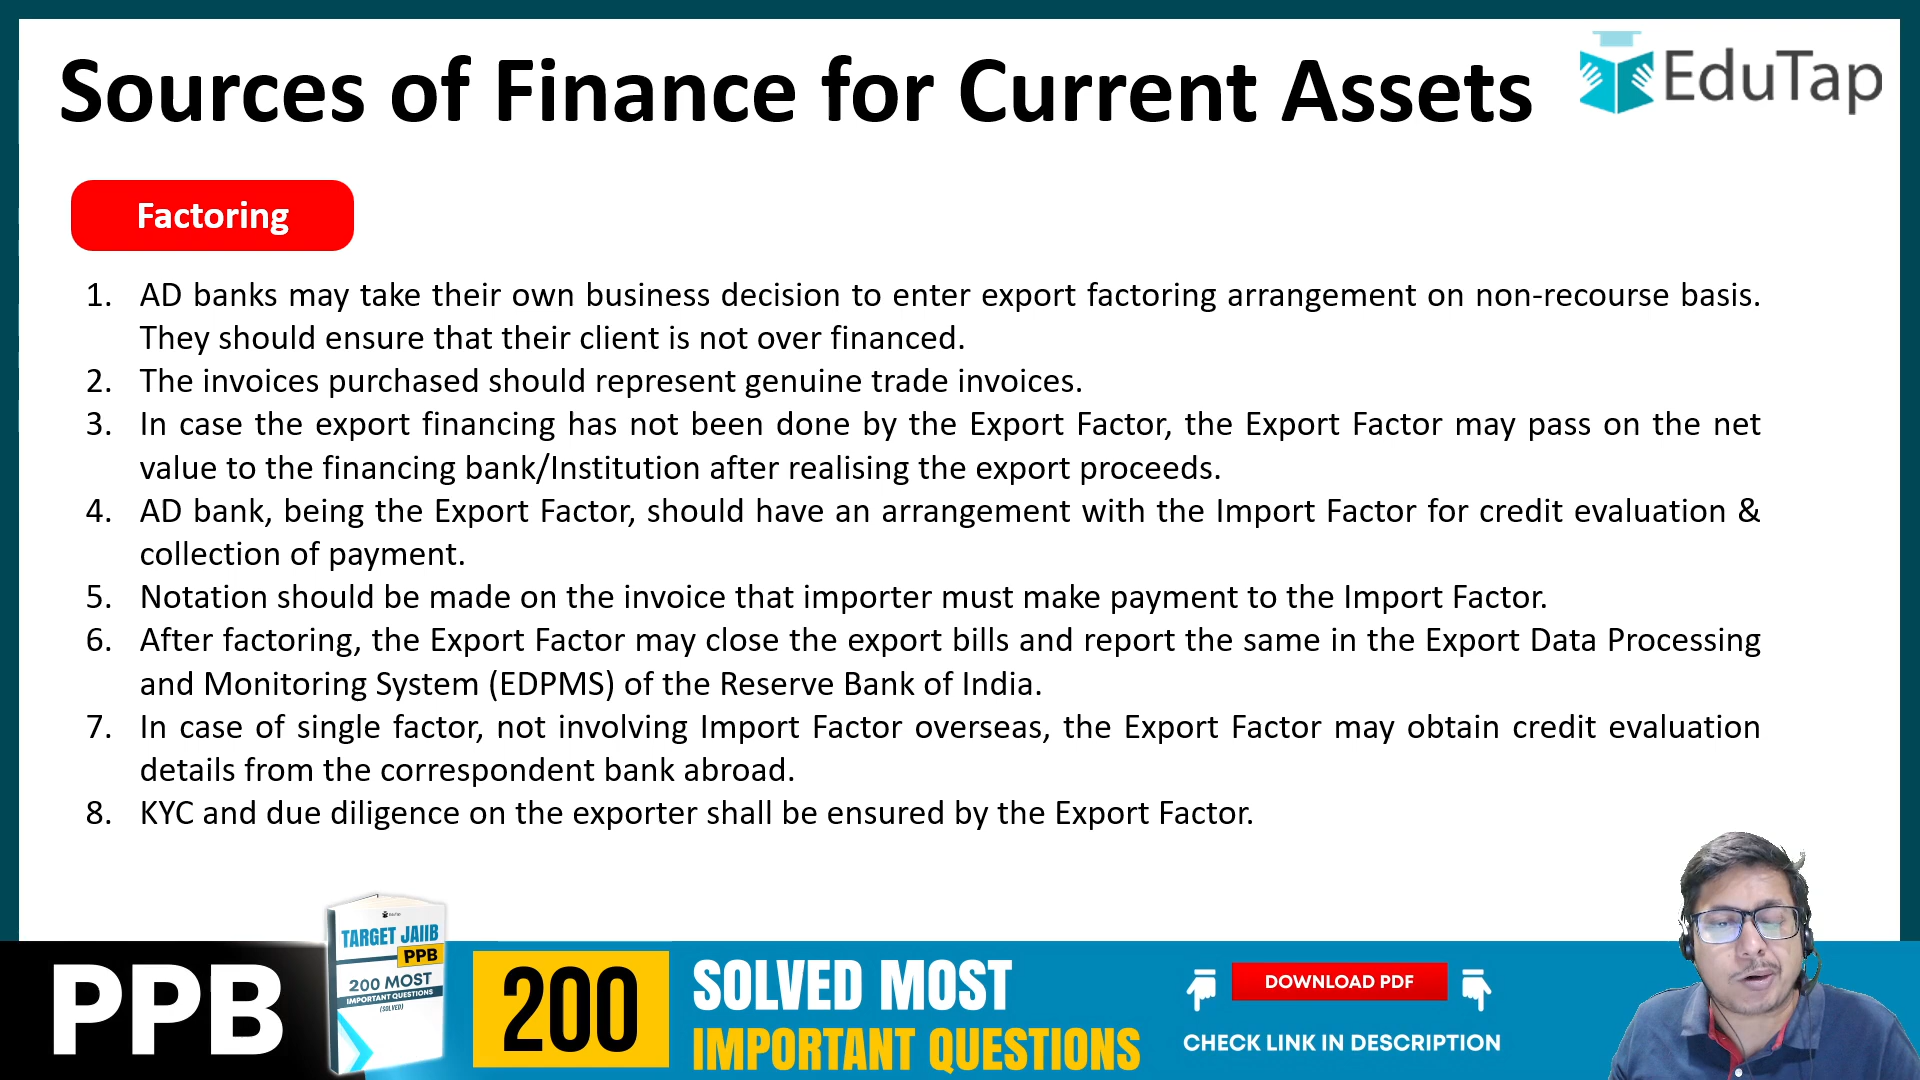 Sources of Finance for Current Assets
EduTap
Factoring
1. AD banks may take their own business decision to enter export factoring arrangement on non-recourse basis.
They should ensure that their client is not over financed.
2. The invoices purchased should represent genuine trade invoices.
3. In case the export financing has not been done by the Export Factor, the Export Factor may pass on the net
value to the financing bank/Institution after realising the export proceeds.
4. AD bank, being the Export Factor, should have an arrangement with the Import Factor for credit evaluation &
collection of payment.
5. Notation should be made on the invoice that importer must make payment to the Import Factor.
6. After factoring, the Export Factor may close the export bills and report the same in the Export Data Processing
and Monitoring System (EDPMS) of the Reserve Bank of India.
7. In case of single factor, not involving Import Factor overseas, the Export Factor may obtain credit evaluation
details from the correspondent bank abroad.
8. KYC and due diligence on the exporter shall be ensured by the Export Factor.
PPB
EduTap
TARGET JAIIB
PPB
200 MOST
IMPORTANT QUESTIONS
(SOLVED)
200
SOLVED MOST
IMPORTANT QUESTIONS
DOWNLOAD PDF
CHECK LINK IN DESCRIPTION